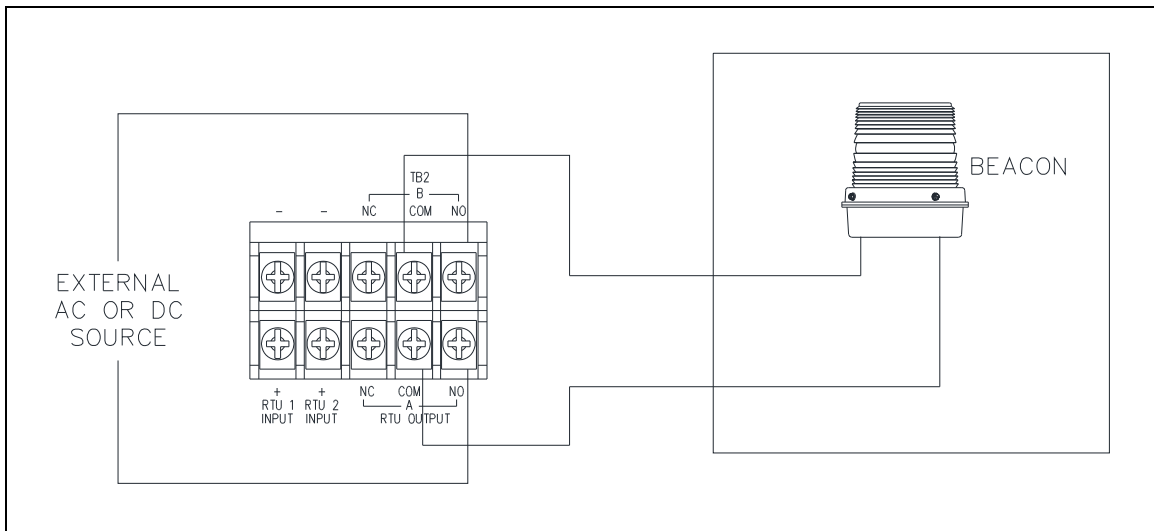 TB2
B
- - NC COM NO
BEACON
EXTERNAL
AC OR DC
SOURCE
+ + NC COM NO
RTU 1 RTU 2 A
INPUT INPUT RTU OUTPUT